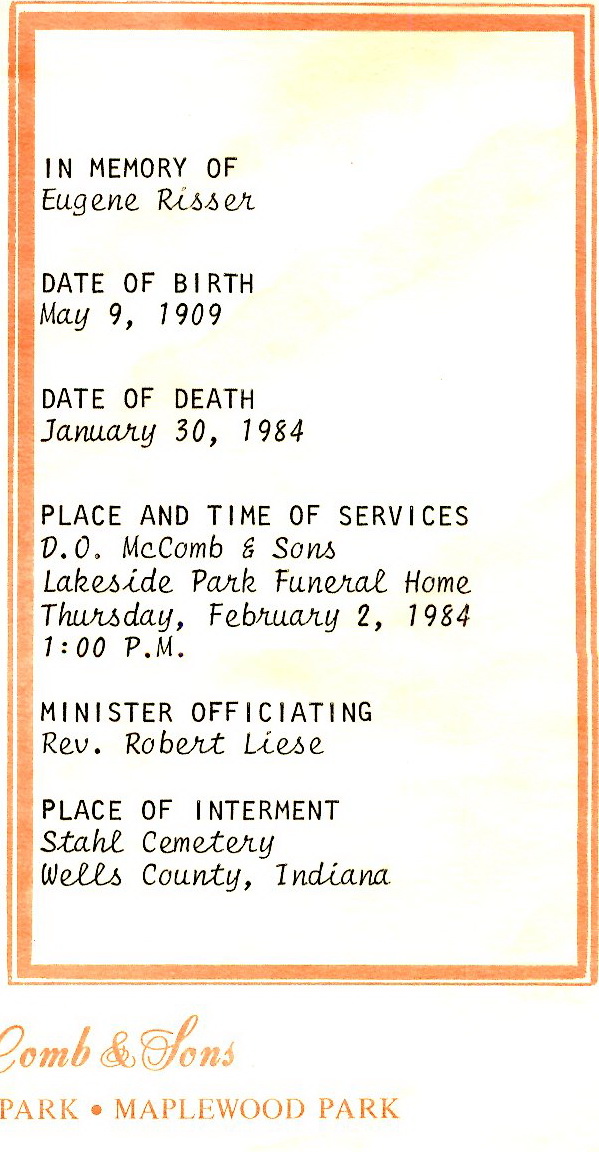 IN MEMORY OF
Eugene Risser
DATE OF BIRTH
May 9, 1909
DATE OF DEATH
January 30, 1984
PLACE AND TIME OF SERVICES
D.O. McComb & Sons
Lakeside Park Funeral Home
Thursday, February 2, 1984
1:00 P.M.
MINISTER OFFICIATING
Rev. Robert Liese
PLACE OF INTERMENT
Stahl Cemetery
Wells County, Indiana
Comb & Sons
PARK • MAPLEWOOD PARK